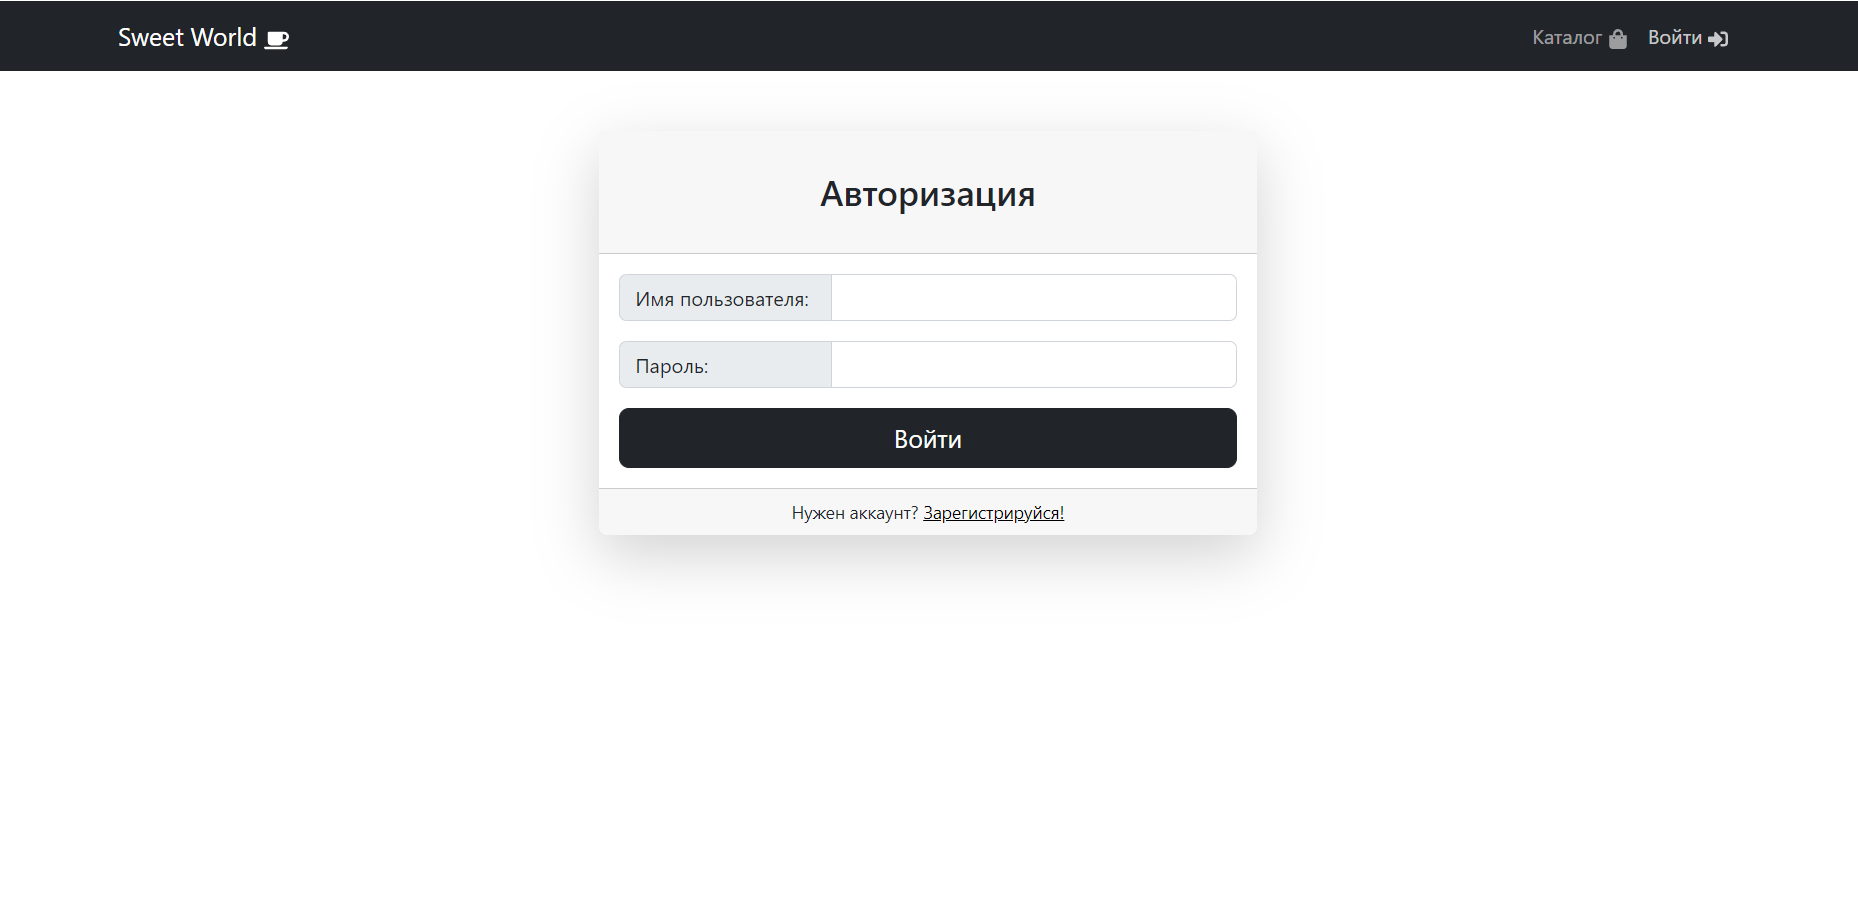 Sweet World
Каталог Войти
Авторизация
Имя пользователя:
Пароль:
Войти
Нужен аккаунт? Зарегистрируйся!